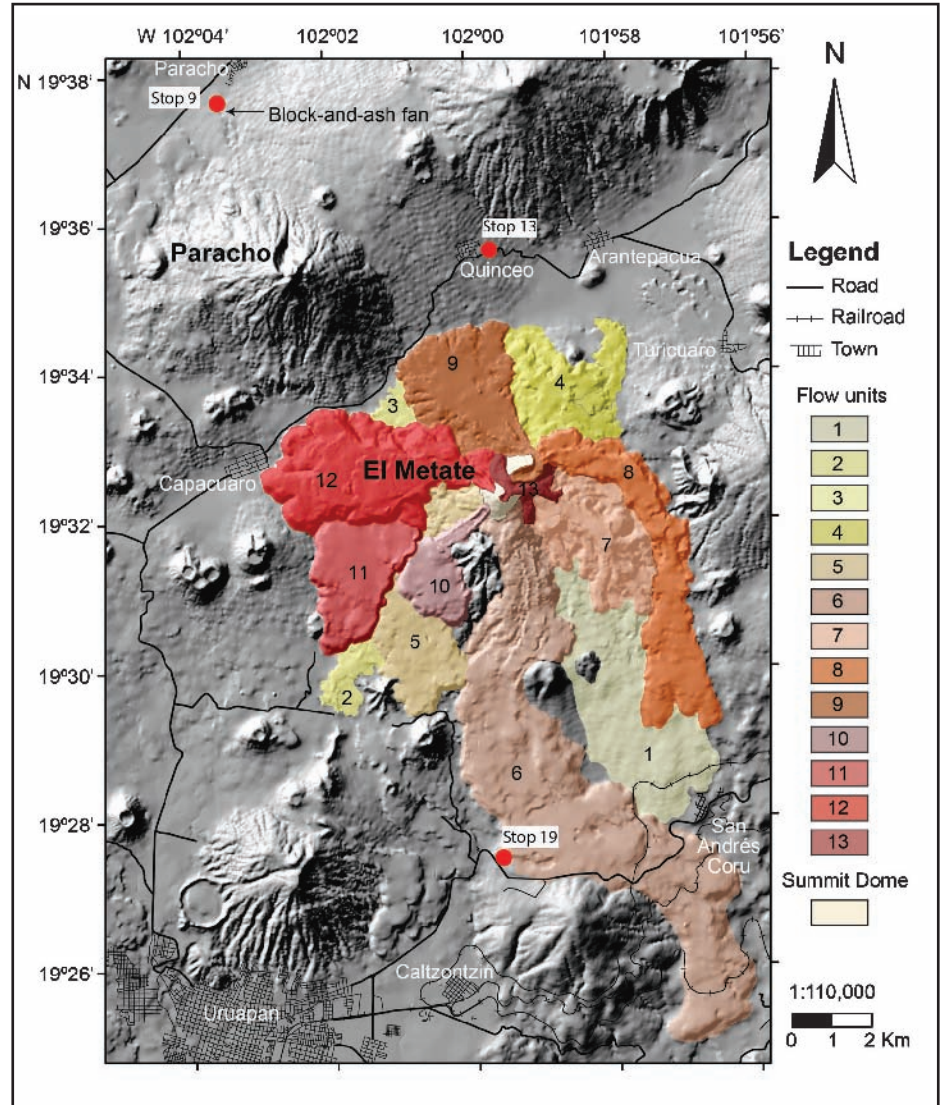 W 102°04' 102°02' 102°00' 101°58' 101°56'
N 19°38'
19°36'
19°34'
19°32'
19°30'
19°28'
19°26'
Paracho
Stop 9
Block-and-ash fan
Stop 13
Paracho
Quinceo
Arantepacua
Turicuaro
9
4
3
8
El Metate
12
13
Capacuaro
7
11
10
5
2
1
6
Stop 19
San
Andrés
Coru
Caltzontzin
Uruapan
N
Legend
Road
Railroad
Town
Flow units
1
2
3
4
5
6
7
8
9
10
11
12
13
Summit Dome
1:110,000
0 1 2 Km